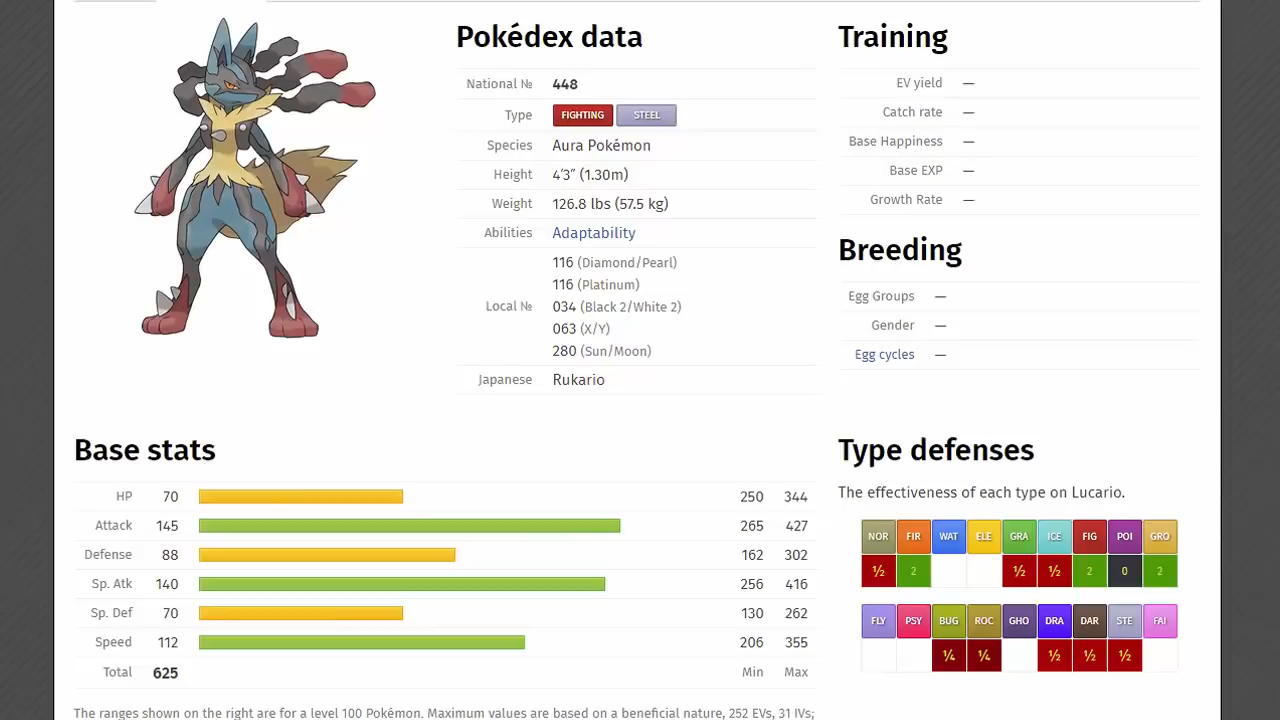 Pokédex data
National № 448
Type FIGHTING STEEL
Species Aura Pokémon
Height 4′3″ (1.30m)
Weight 126.8 lbs (57.5 kg)
Abilities Adaptability
Local № 116 (Diamond/Pearl)
116 (Platinum)
034 (Black 2/White 2)
063 (X/Y)
280 (Sun/Moon)
Japanese Rukario
Training
EV yield —
Catch rate —
Base Happiness —
Base EXP —
Growth Rate —
Breeding
Egg Groups —
Gender —
Egg cycles —
Base stats
HP 70 250 344
Attack 145 265 427
Defense 88 162 302
Sp. Atk 140 256 416
Sp. Def 70 130 262
Speed 112 206 355
Total 625 Min Max
The ranges shown on the right are for a level 100 Pokémon. Maximum values are based on a beneficial nature, 252 EVs, 31 IVs;
Type defenses
The effectiveness of each type on Lucario.
NOR FIR WAT ELE GRA ICE FIG POI GRO
½ 2 ½ ½ 2 0 2
FLY PSY BUG ROC GHO DRA DAR STE FAI
¼ ¼ ½ ½ ½